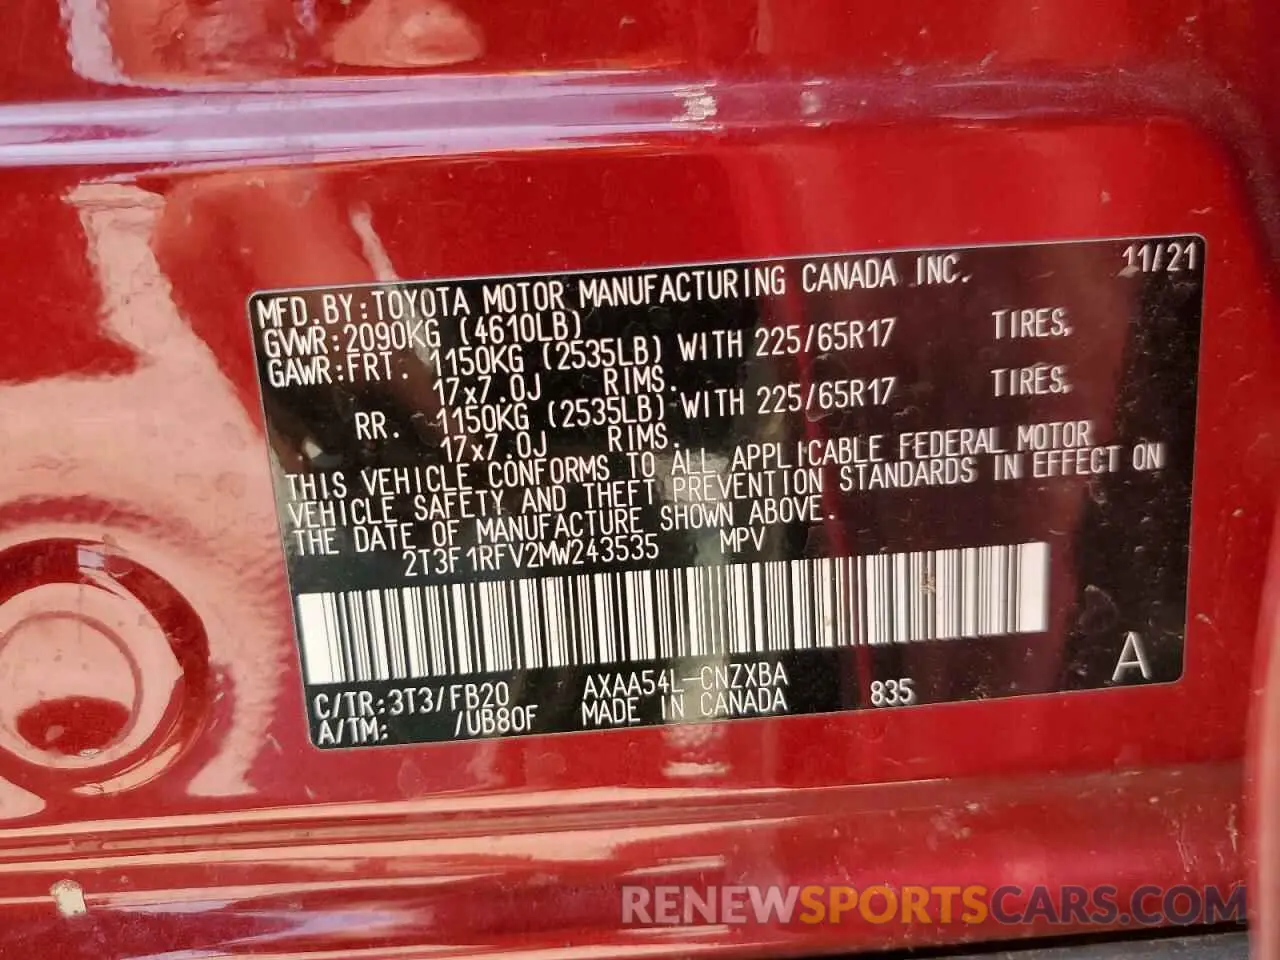 MFD.BY:TOYOTA MOTOR MANUFACTURING CANADA INC. 11/21
GVWR:2090KG (4610LB)
GAWR:FRT. 1150KG (2535LB) WITH 225/65R17 TIRES,
17x7.0J RIMS.
RR. 1150KG (2535LB) WITH 225/65R17 TIRES,
17x7.0J RIMS.
THIS VEHICLE CONFORMS TO ALL APPLICABLE FEDERAL MOTOR
VEHICLE SAFETY AND THEFT PREVENTION STANDARDS IN EFFECT ON
THE DATE OF MANUFACTURE SHOWN ABOVE.
2T3F1RFV2MW243535 MPV
C/TR:3T3/FB20 AXAA54L-CNZXBA 835 A
A/TM: /UB80F MADE IN CANADA
RENEWSPORTSCARS.COM